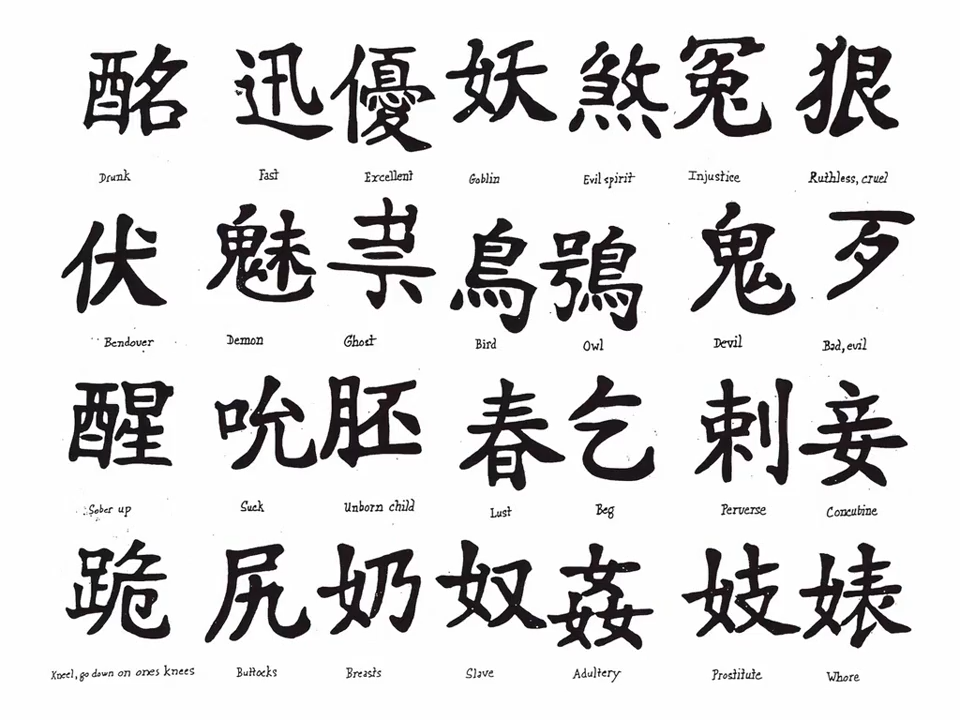 酩 迅 優 妖 煞 冤 狠
Drunk Fast Excellent Goblin Evil spirit Injustice Ruthless, cruel
伏 魅 祟 鳥 鴞 鬼 歹
Bendover Demon Ghost Bird Owl Devil Bad, evil
醒 吮 胚 春 乞 剌 妾
Sober up Suck Unborn child Lust Beg Perverse Concubine
跪 尻 奶 奴 姦 妓 婊
Kneel, go down on ones knees Buttocks Breasts Slave Adultery Prostitute Whore